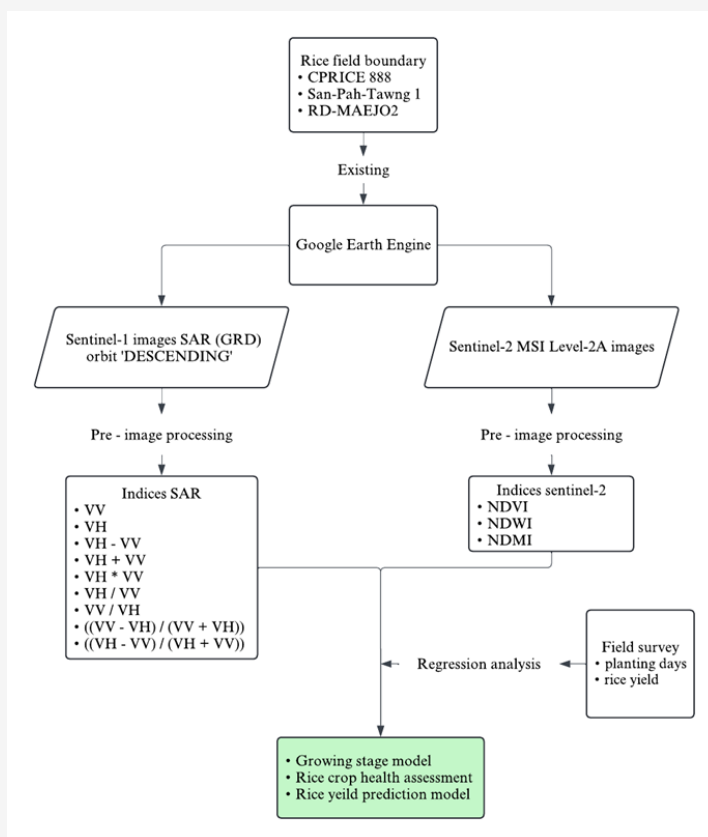 Rice field boundary
• CPRICE 888
• San-Pah-Tawng 1
• RD-MAEJO2
Existing
Google Earth Engine
Sentinel-1 images SAR (GRD)
orbit 'DESCENDING'
Sentinel-2 MSI Level-2A images
Pre - image processing
Pre - image processing
Indices SAR
• VV
• VH
• VH - VV
• VH + VV
• VH * VV
• VH / VV
• VV / VH
• ((VV - VH) / (VV + VH))
• ((VH - VV) / (VH + VV))
Indices sentinel-2
• NDVI
• NDWI
• NDMI
Regression analysis
Field survey
• planting days
• rice yield
• Growing stage model
• Rice crop health assessment
• Rice yeild prediction model